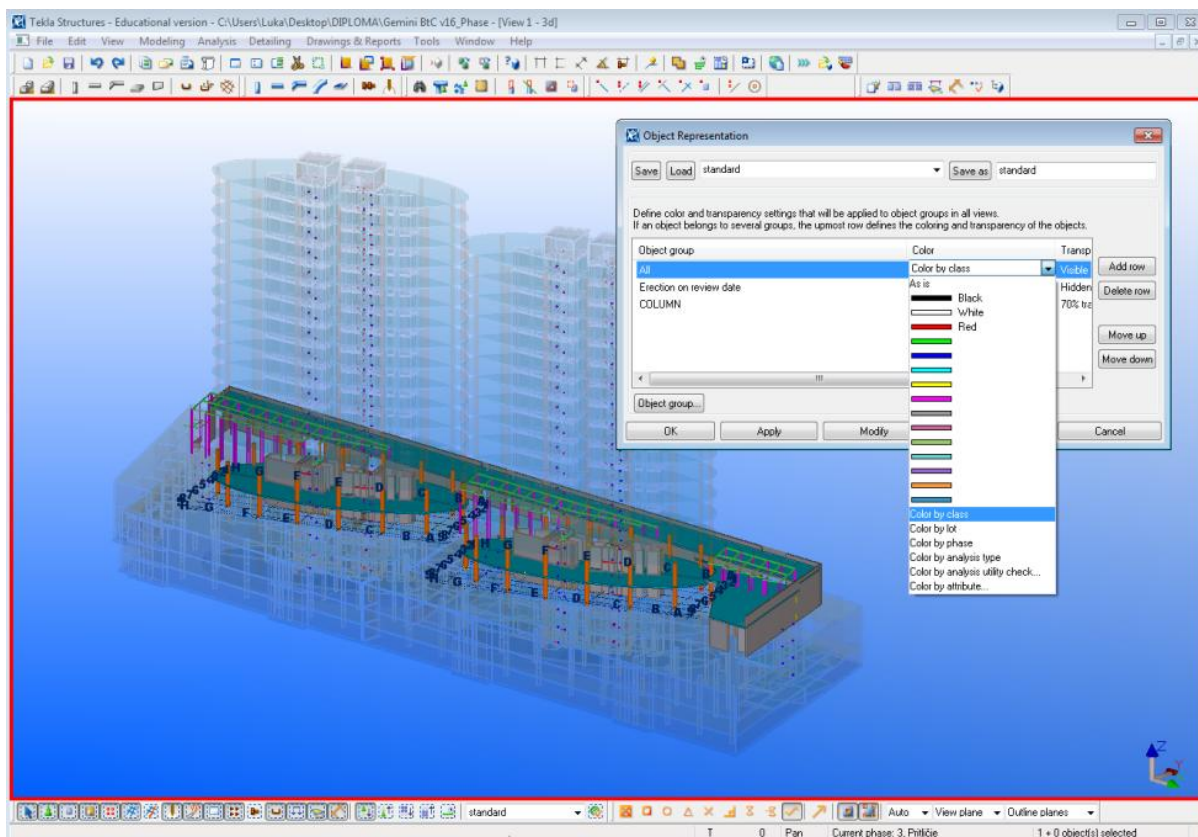 Tekla Structures - Educational version - C:\Users\Luka\Desktop\DIPLOMA\Gemini BtC v16_Phase - [View 1 - 3d]
File Edit View Modeling Analysis Detailing Drawings & Reports Tools Window Help
Object Representation
Save Load standard Save as standard
Define color and transparency settings that will be applied to object groups in all views.
If an object belongs to several groups, the upmost row defines the coloring and transparency of the objects.
Object group Color Transp
All Color by class Visible Add row
As is
Erection on review date Hidden Delete row
Black
COLUMN 70% tra
White
Red
Move up
Move down
Object group...
OK Apply Modify Cancel
Color by class
Color by lot
Color by phase
Color by analysis type
Color by analysis utility check...
Color by attribute...
G F E D C B A
H G F E D C B A
G F E D C B
G F E D C B A
Z
standard Auto View plane Outline planes
T 0 Pan Current phase: 3, Pritličje 1 + 0 object(s) selected